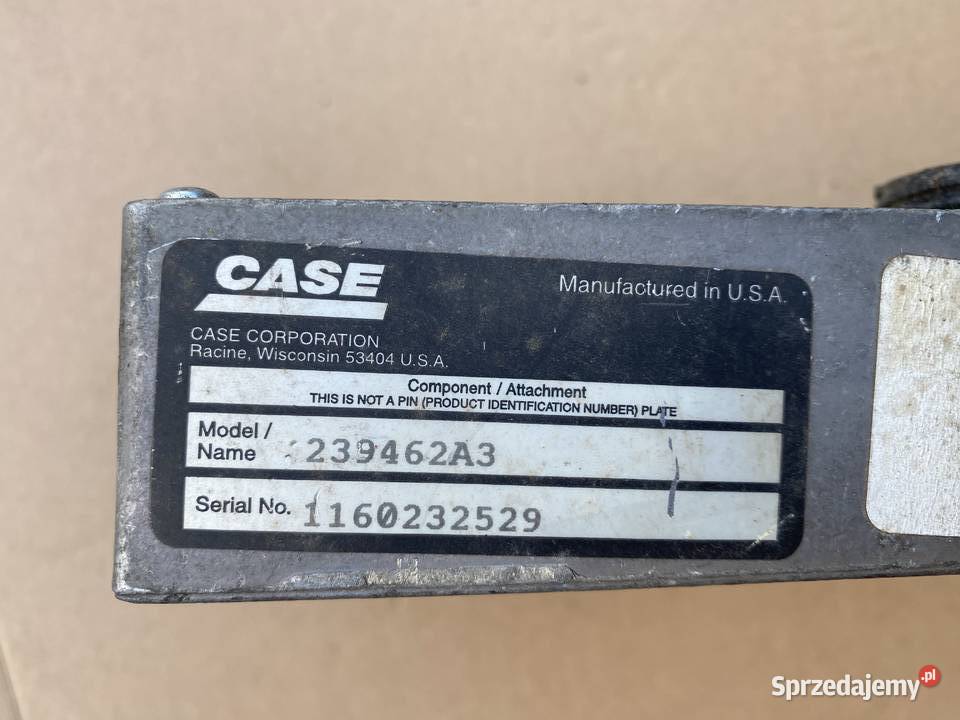 CASE
Manufactured in U.S.A.
CASE CORPORATION
Racine, Wisconsin 53404 U.S.A.
Component / Attachment
THIS IS NOT A PIN (PRODUCT IDENTIFICATION NUMBER) PLATE
Model /
Name 239462A3
Serial No. 1160232529
Sprzedajemy.pl